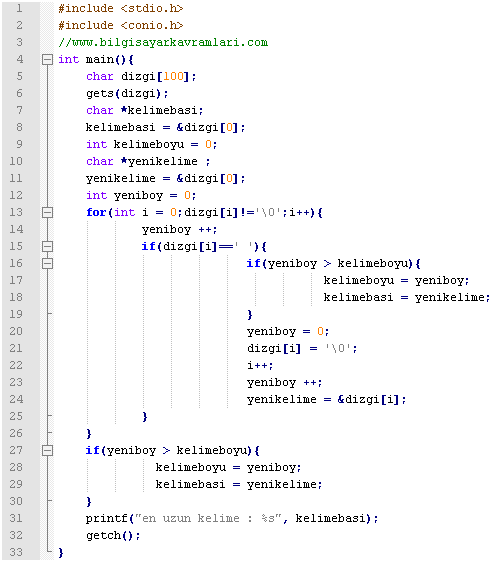 1 #include <stdio.h>
2 #include <conio.h>
3 //www.bilgisayarkavramlari.com
4 int main(){
5 char dizgi[100];
6 gets(dizgi);
7 char *kelimebasi;
8 kelimebasi = &dizgi[0];
9 int kelimeboyu = 0;
10 char *yenikelime ;
11 yenikelime = &dizgi[0];
12 int yeniboy = 0;
13 for(int i = 0;dizgi[i]!='\0';i++){
14 yeniboy ++;
15 if(dizgi[i]==' '){
16 if(yeniboy > kelimeboyu){
17 kelimeboyu = yeniboy;
18 kelimebasi = yenikelime;
19 }
20 yeniboy = 0;
21 dizgi[i] = '\0';
22 i++;
23 yeniboy ++;
24 yenikelime = &dizgi[i];
25 }
26 }
27 if(yeniboy > kelimeboyu){
28 kelimeboyu = yeniboy;
29 kelimebasi = yenikelime;
30 }
31 printf("en uzun kelime : %s", kelimebasi);
32 getch();
33 }